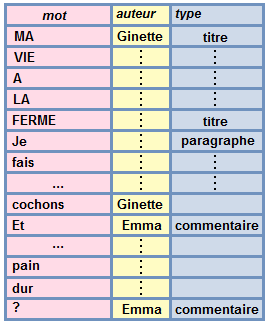 mot auteur type
MA Ginette titre
VIE ⋮ ⋮
A ⋮ ⋮
LA ⋮ ⋮
FERME ⋮ titre
Je ⋮ paragraphe
fais ⋮ ⋮
... ⋮ ⋮
cochons Ginette
Et Emma commentaire
... ⋮
pain ⋮
dur ⋮
? Emma commentaire